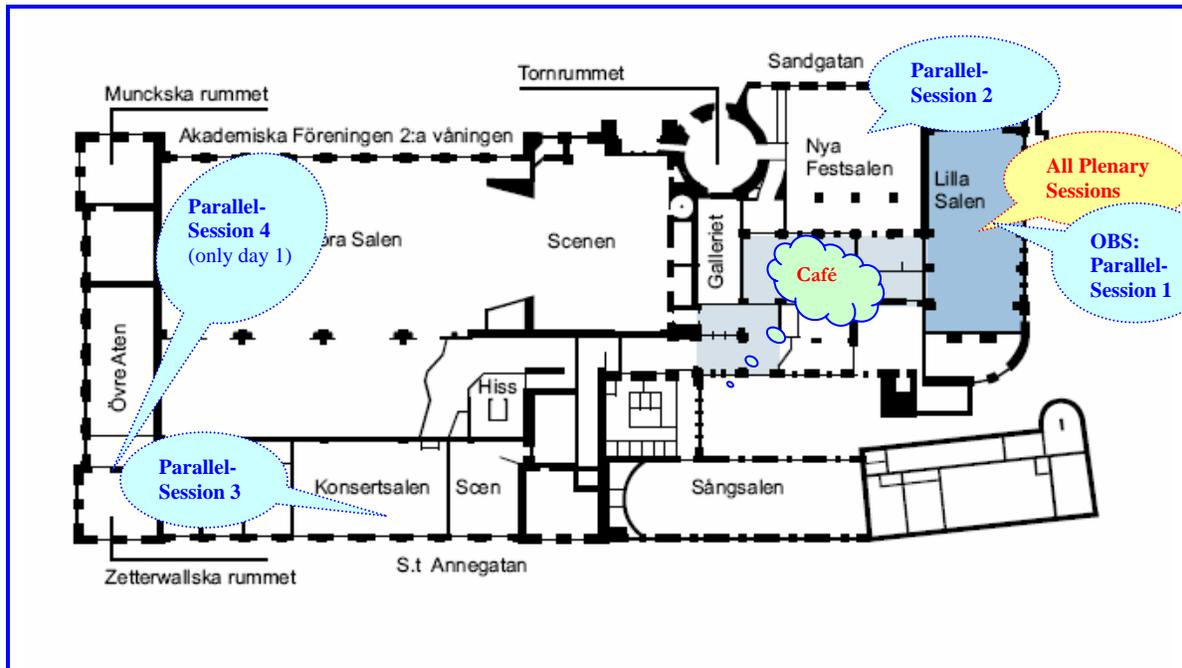 Sandgatan
Tornrummet
Parallel-
Session 2
Munckska rummet
Akademiska Föreningen 2:a våningen
Nya
Festsalen
All Plenary
Sessions
Lilla
Salen
Parallel-
Session 4
(only day 1)
Salen
Scenen
Galleriet
Café
OBS:
Parallel-
Session 1
Övre Aten
Hiss
Parallel-
Session 3
Konsertsalen
Scen
Sångsalen
S.t Annegatan
Zetterwallska rummet